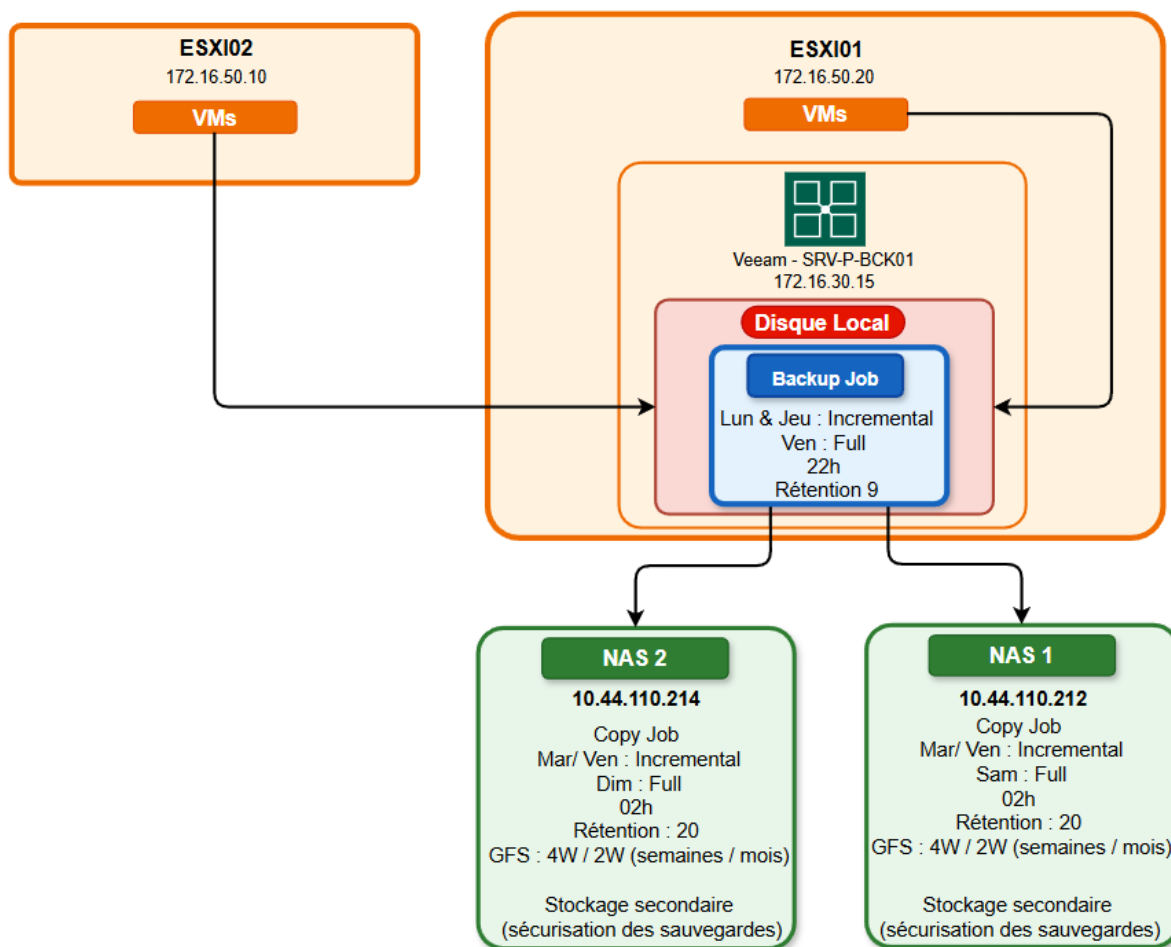 ESXI02
172.16.50.10
VMs
ESXI01
172.16.50.20
VMs
Veeam - SRV-P-BCK01
172.16.30.15
Disque Local
Backup Job
Lun & Jeu : Incremental
Ven : Full
22h
Rétention 9
NAS 2
10.44.110.214
Copy Job
Mar/ Ven : Incremental
Dim : Full
02h
Rétention : 20
GFS : 4W / 2W (semaines / mois)
Stockage secondaire
(sécurisation des sauvegardes)
NAS 1
10.44.110.212
Copy Job
Mar/ Ven : Incremental
Sam : Full
02h
Rétention : 20
GFS : 4W / 2W (semaines / mois)
Stockage secondaire
(sécurisation des sauvegardes)